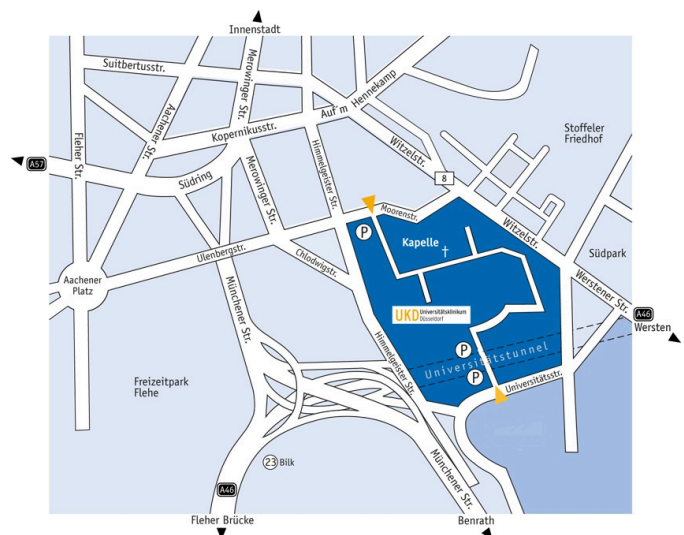 Innenstadt
Suitbertusstr.
Merowinger Str.
Auf'm Hennekamp
Aachener Str.
Fleher Str.
Kopernikusstr.
Witzelstr.
Stoffeler
Friedhof
A57
Südring
Merowinger Str.
Himmelgeister Str.
8
Moorenstr.
P
Kapelle
Witzelstr.
Südpark
Ulenbergstr.
Chlodwigstr.
Aachener
Platz
Münchener Str.
UKD Universitätsklinikum
Düsseldorf
Werstener Str.
A46
Wersten
Himmelgeister Str.
P
Universitätstunnel
P
Universitätsstr.
Freizeitpark
Flehe
23 Bilk
Münchener Str.
A46
Fleher Brücke
Benrath